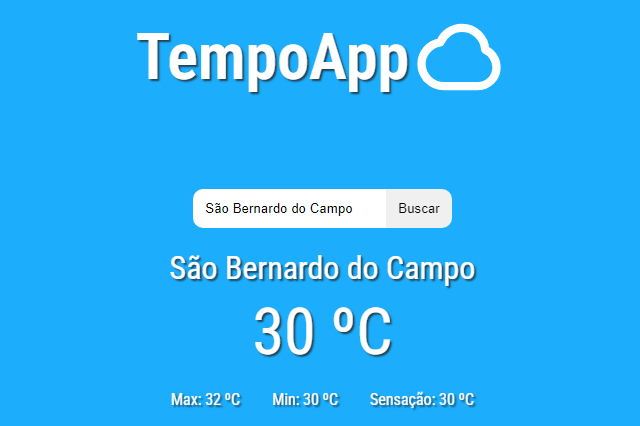 TempoApp
São Bernardo do Campo Buscar
São Bernardo do Campo
30 ºC
Max: 32 ºC Min: 30 ºC Sensação: 30 ºC